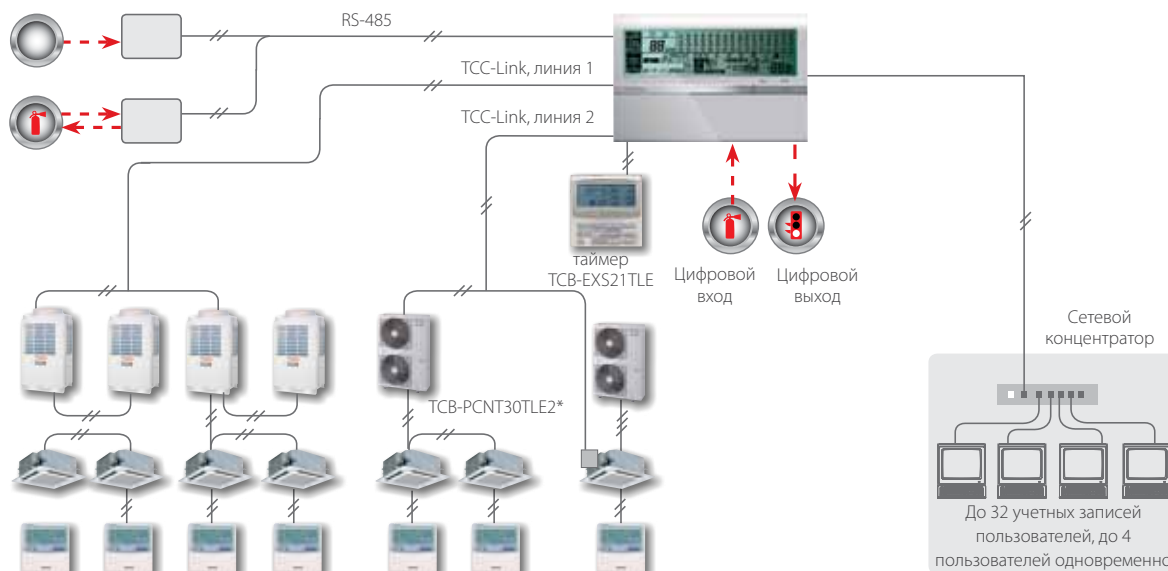 RS-485
TCC-Link, линия 1
TCC-Link, линия 2
таймер
TCB-EXS21TLE
Цифровой
вход
Цифровой
выход
Сетевой
концентратор
TCB-PCNT30TLE2*
До 32 учетных записей
пользователей, до 4
пользователей одновременно